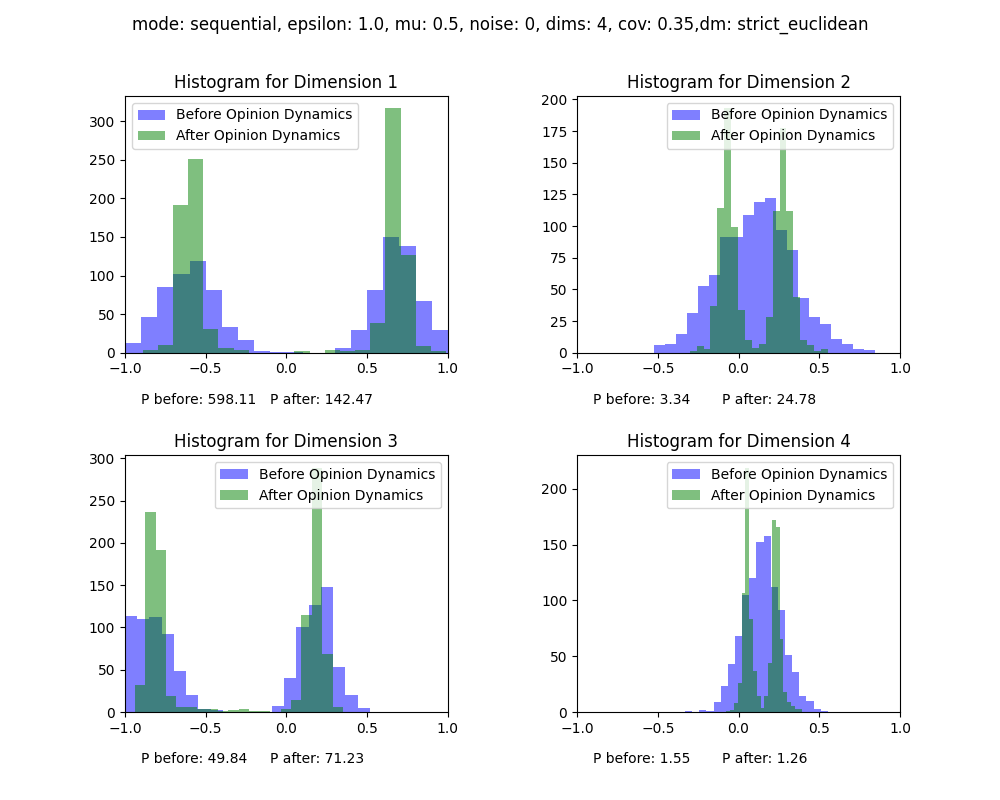 mode: sequential, epsilon: 1.0, mu: 0.5, noise: 0, dims: 4, cov: 0.35,dm: strict_euclidean
Histogram for Dimension 1
Before Opinion Dynamics
After Opinion Dynamics
300
250
200
150
100
50
0
−1.0 −0.5 0.0 0.5 1.0
P before: 598.11 P after: 142.47
Histogram for Dimension 2
Before Opinion Dynamics
After Opinion Dynamics
200
175
150
125
100
75
50
25
0
−1.0 −0.5 0.0 0.5 1.0
P before: 3.34 P after: 24.78
Histogram for Dimension 3
Before Opinion Dynamics
After Opinion Dynamics
300
250
200
150
100
50
0
−1.0 −0.5 0.0 0.5 1.0
P before: 49.84 P after: 71.23
Histogram for Dimension 4
Before Opinion Dynamics
After Opinion Dynamics
200
150
100
50
0
−1.0 −0.5 0.0 0.5 1.0
P before: 1.55 P after: 1.26